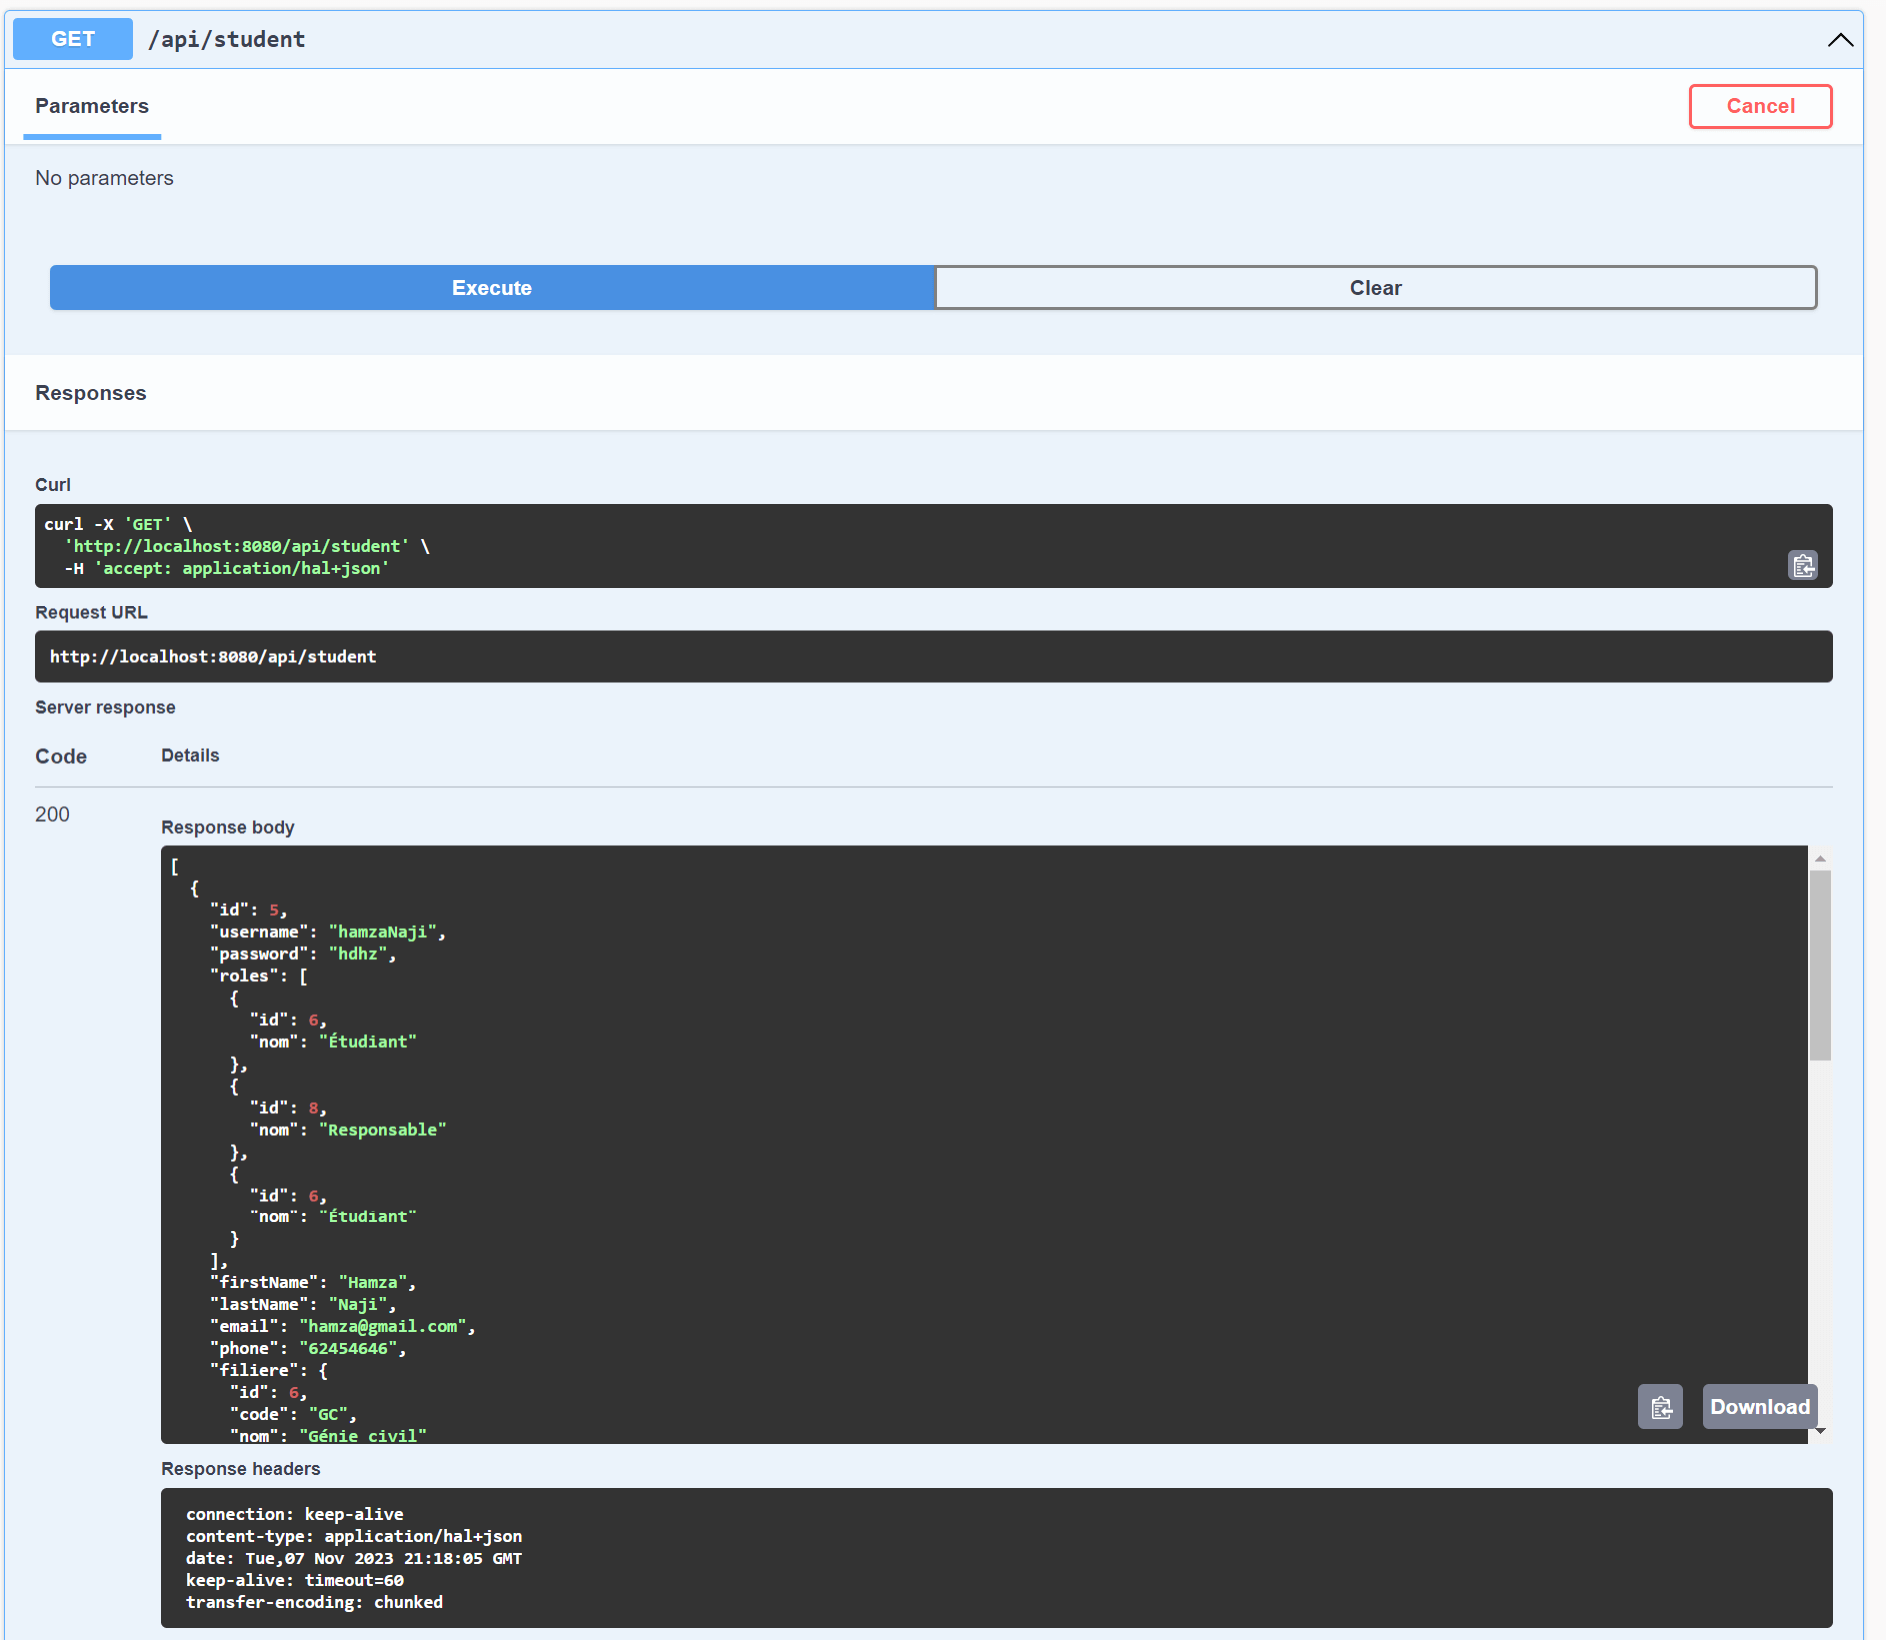 GET /api/student
Parameters
Cancel
No parameters
Execute
Clear
Responses
Curl
curl -X 'GET' \
  'http://localhost:8080/api/student' \
  -H 'accept: application/hal+json'
Request URL
http://localhost:8080/api/student
Server response
Code Details
200
Response body
[
  {
    "id": 5,
    "username": "hamzaNaji",
    "password": "hdhz",
    "roles": [
      {
        "id": 6,
        "nom": "Étudiant"
      },
      {
        "id": 8,
        "nom": "Responsable"
      },
      {
        "id": 6,
        "nom": "Étudiant"
      }
    ],
    "firstName": "Hamza",
    "lastName": "Naji",
    "email": "hamza@gmail.com",
    "phone": "62454646",
    "filiere": {
      "id": 6,
      "code": "GC",
      "nom": "Génie civil"
Download
Response headers
connection: keep-alive
content-type: application/hal+json
date: Tue,07 Nov 2023 21:18:05 GMT
keep-alive: timeout=60
transfer-encoding: chunked